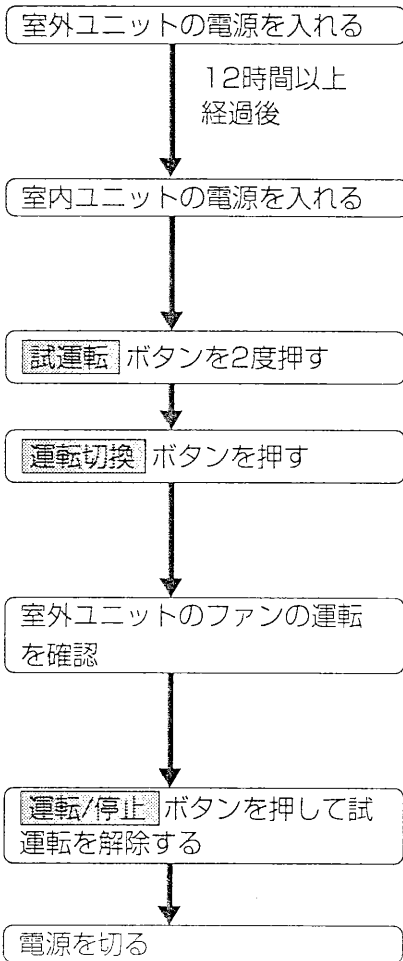 室外ユニットの電源を入れる
12時間以上
経過後
室内ユニットの電源を入れる
試運転 ボタンを2度押す
運転切換 ボタンを押す
室外ユニットのファンの運転
を確認
運転/停止 ボタンを押して試
運転を解除する
電源を切る